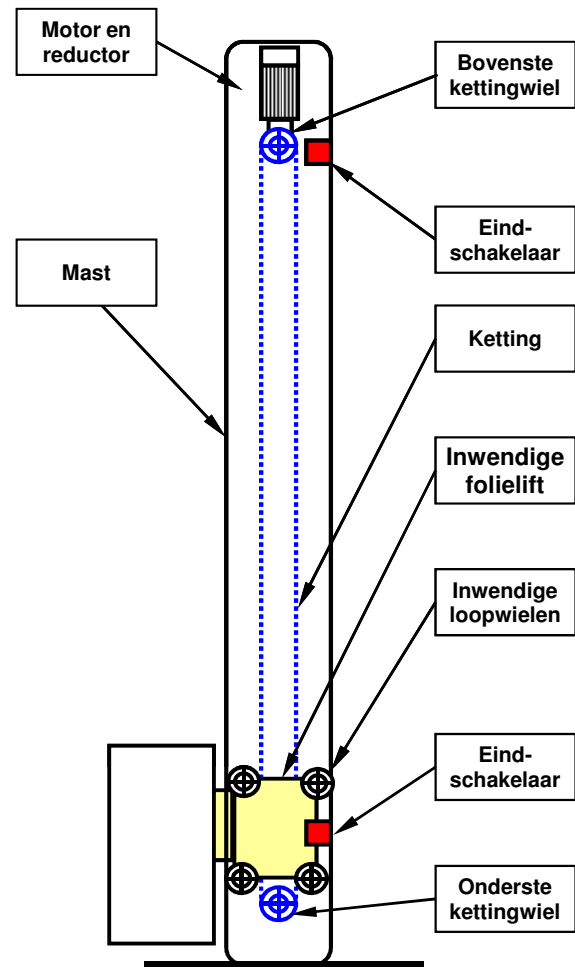 Motor en
reductor
Bovenste
kettingwiel
Eind-
schakelaar
Mast
Ketting
Inwendige
folielift
Inwendige
loopwielen
Eind-
schakelaar
Onderste
kettingwiel